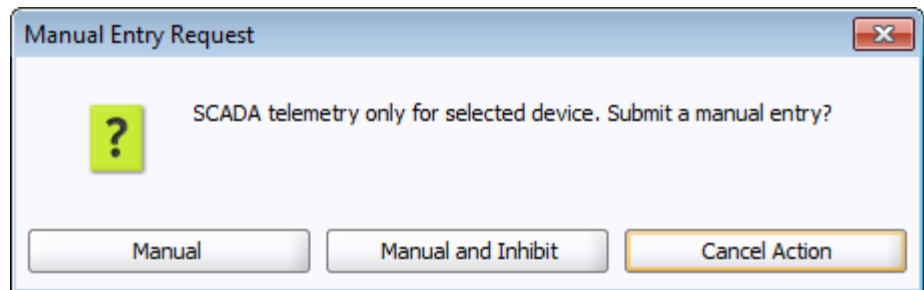 Manual Entry Request
?
SCADA telemetry only for selected device. Submit a manual entry?
Manual
Manual and Inhibit
Cancel Action